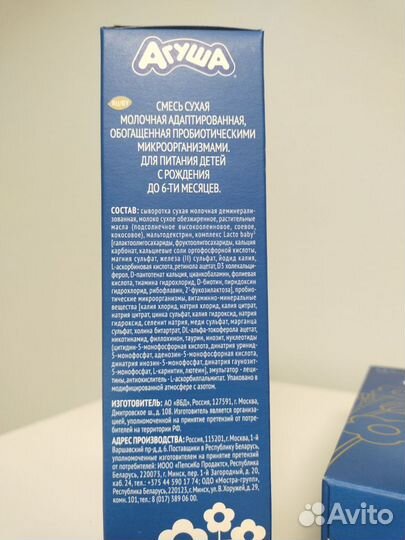 АГУША
RU/BY
СМЕСЬ СУХАЯ
МОЛОЧНАЯ АДАПТИРОВАННАЯ,
ОБОГАЩЕННАЯ ПРОБИОТИЧЕСКИМИ
МИКРООРГАНИЗМАМИ.
ДЛЯ ПИТАНИЯ ДЕТЕЙ
С РОЖДЕНИЯ
ДО 6-ТИ МЕСЯЦЕВ.
СОСТАВ: сыворотка сухая молочная деминерали-
зованная, молоко сухое обезжиренное, растительные
масла (подсолнечное высокоолеиновое, соевое,
кокосовое), мальтодекстрин, комплекс Lacto baby
[галактоолигосахариды, фруктоолигосахариды, кальция
карбонат, кальциевые соли ортофосфорной кислоты,
магния сульфат, железа (II) сульфат, йодид калия,
L-аскорбиновая кислота, ретинола ацетат, D3 холекальци-
ферол, D-пантотенат кальция, цианкобаламин, фолиевая
кислота, тиамина гидрохлорид, D-биотин, пиридоксин
гидрохлорид, рибофлавин, 2'-фукозиллактоза], пробио-
тические микроорганизмы, витаминно-минеральные
вещества [калия хлорид, натрия хлорид, калия цитрат,
натрия цитрат, цинка сульфат, калия гидроксид, натрия
гидроксид, селенит натрия, меди сульфат, марганца
сульфат, холина битартрат, DL-альфа-токоферола ацетат,
никотинамид, филлохинон, таурин, инозит, нуклеотиды
(цитидин-5-монофосфорная кислота, динатрия уридин-
5-монофосфат, аденозин-5-монофосфорная кислота,
динатрия инозин-5-монофосфат, динатрия гуанозин-
5-монофосфат), L-карнитин, лютеин], эмульгатор - леци-
тины, антиокислитель - L-аскорбилпальмитат. Упаковано в
модифицированной атмосфере с азотом.
ИЗГОТОВИТЕЛЬ: АО «ВБД», Россия, 127591, г. Москва,
Дмитровское ш., д. 108. Изготовитель является организа-
цией, уполномоченной на принятие претензий от потребителей
на территории РФ.
АДРЕС ПРОИЗВОДСТВА: Россия, 115201, г. Москва, 1-й
Варшавский пр-д, д. 6. Поставщики в Республику Беларусь,
уполномоченные изготовителем на принятие претензий
от потребителей: ИООО «ПепсиКо Продактс», Республика
Беларусь, 220073, г. Минск, пер. 1-й Загородный, д. 20,
каб. 24, тел. +375 44 590 17 74; ОДО «Мостра-групп»,
Республика Беларусь, 220123, г. Минск, ул. В. Хоружей, д. 29,
комн. 101, тел.: 8 (017) 389 06 00.
Avito